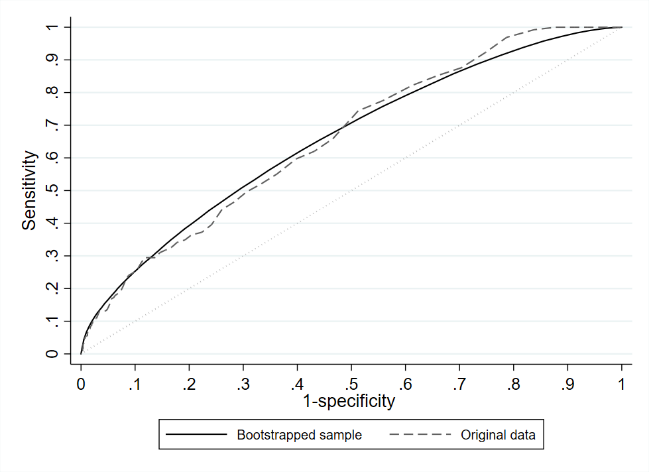 Sensitivity
1
.9
.8
.7
.6
.5
.4
.3
.2
.1
0
0 .1 .2 .3 .4 .5 .6 .7 .8 .9 1
1-specificity
Bootstrapped sample Original data